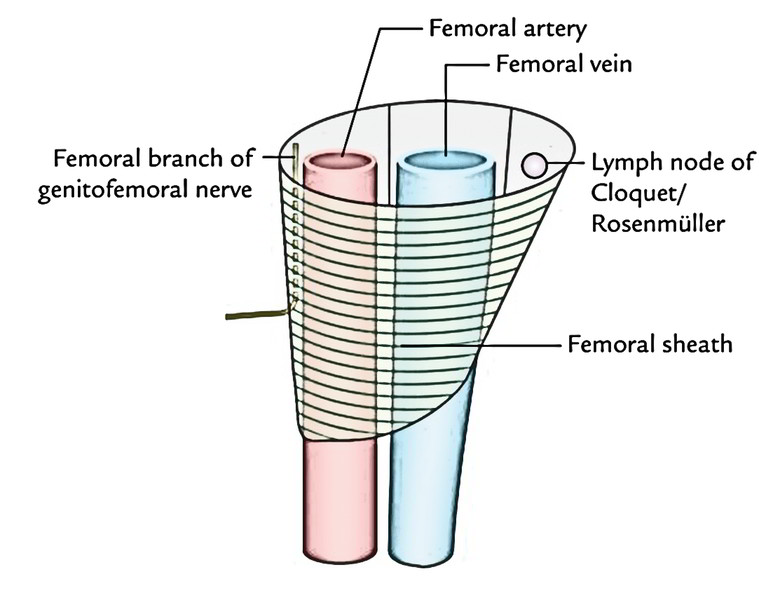 Femoral artery
Femoral vein
Femoral branch of
genitofemoral nerve
Lymph node of
Cloquet/
Rosenmüller
Femoral sheath